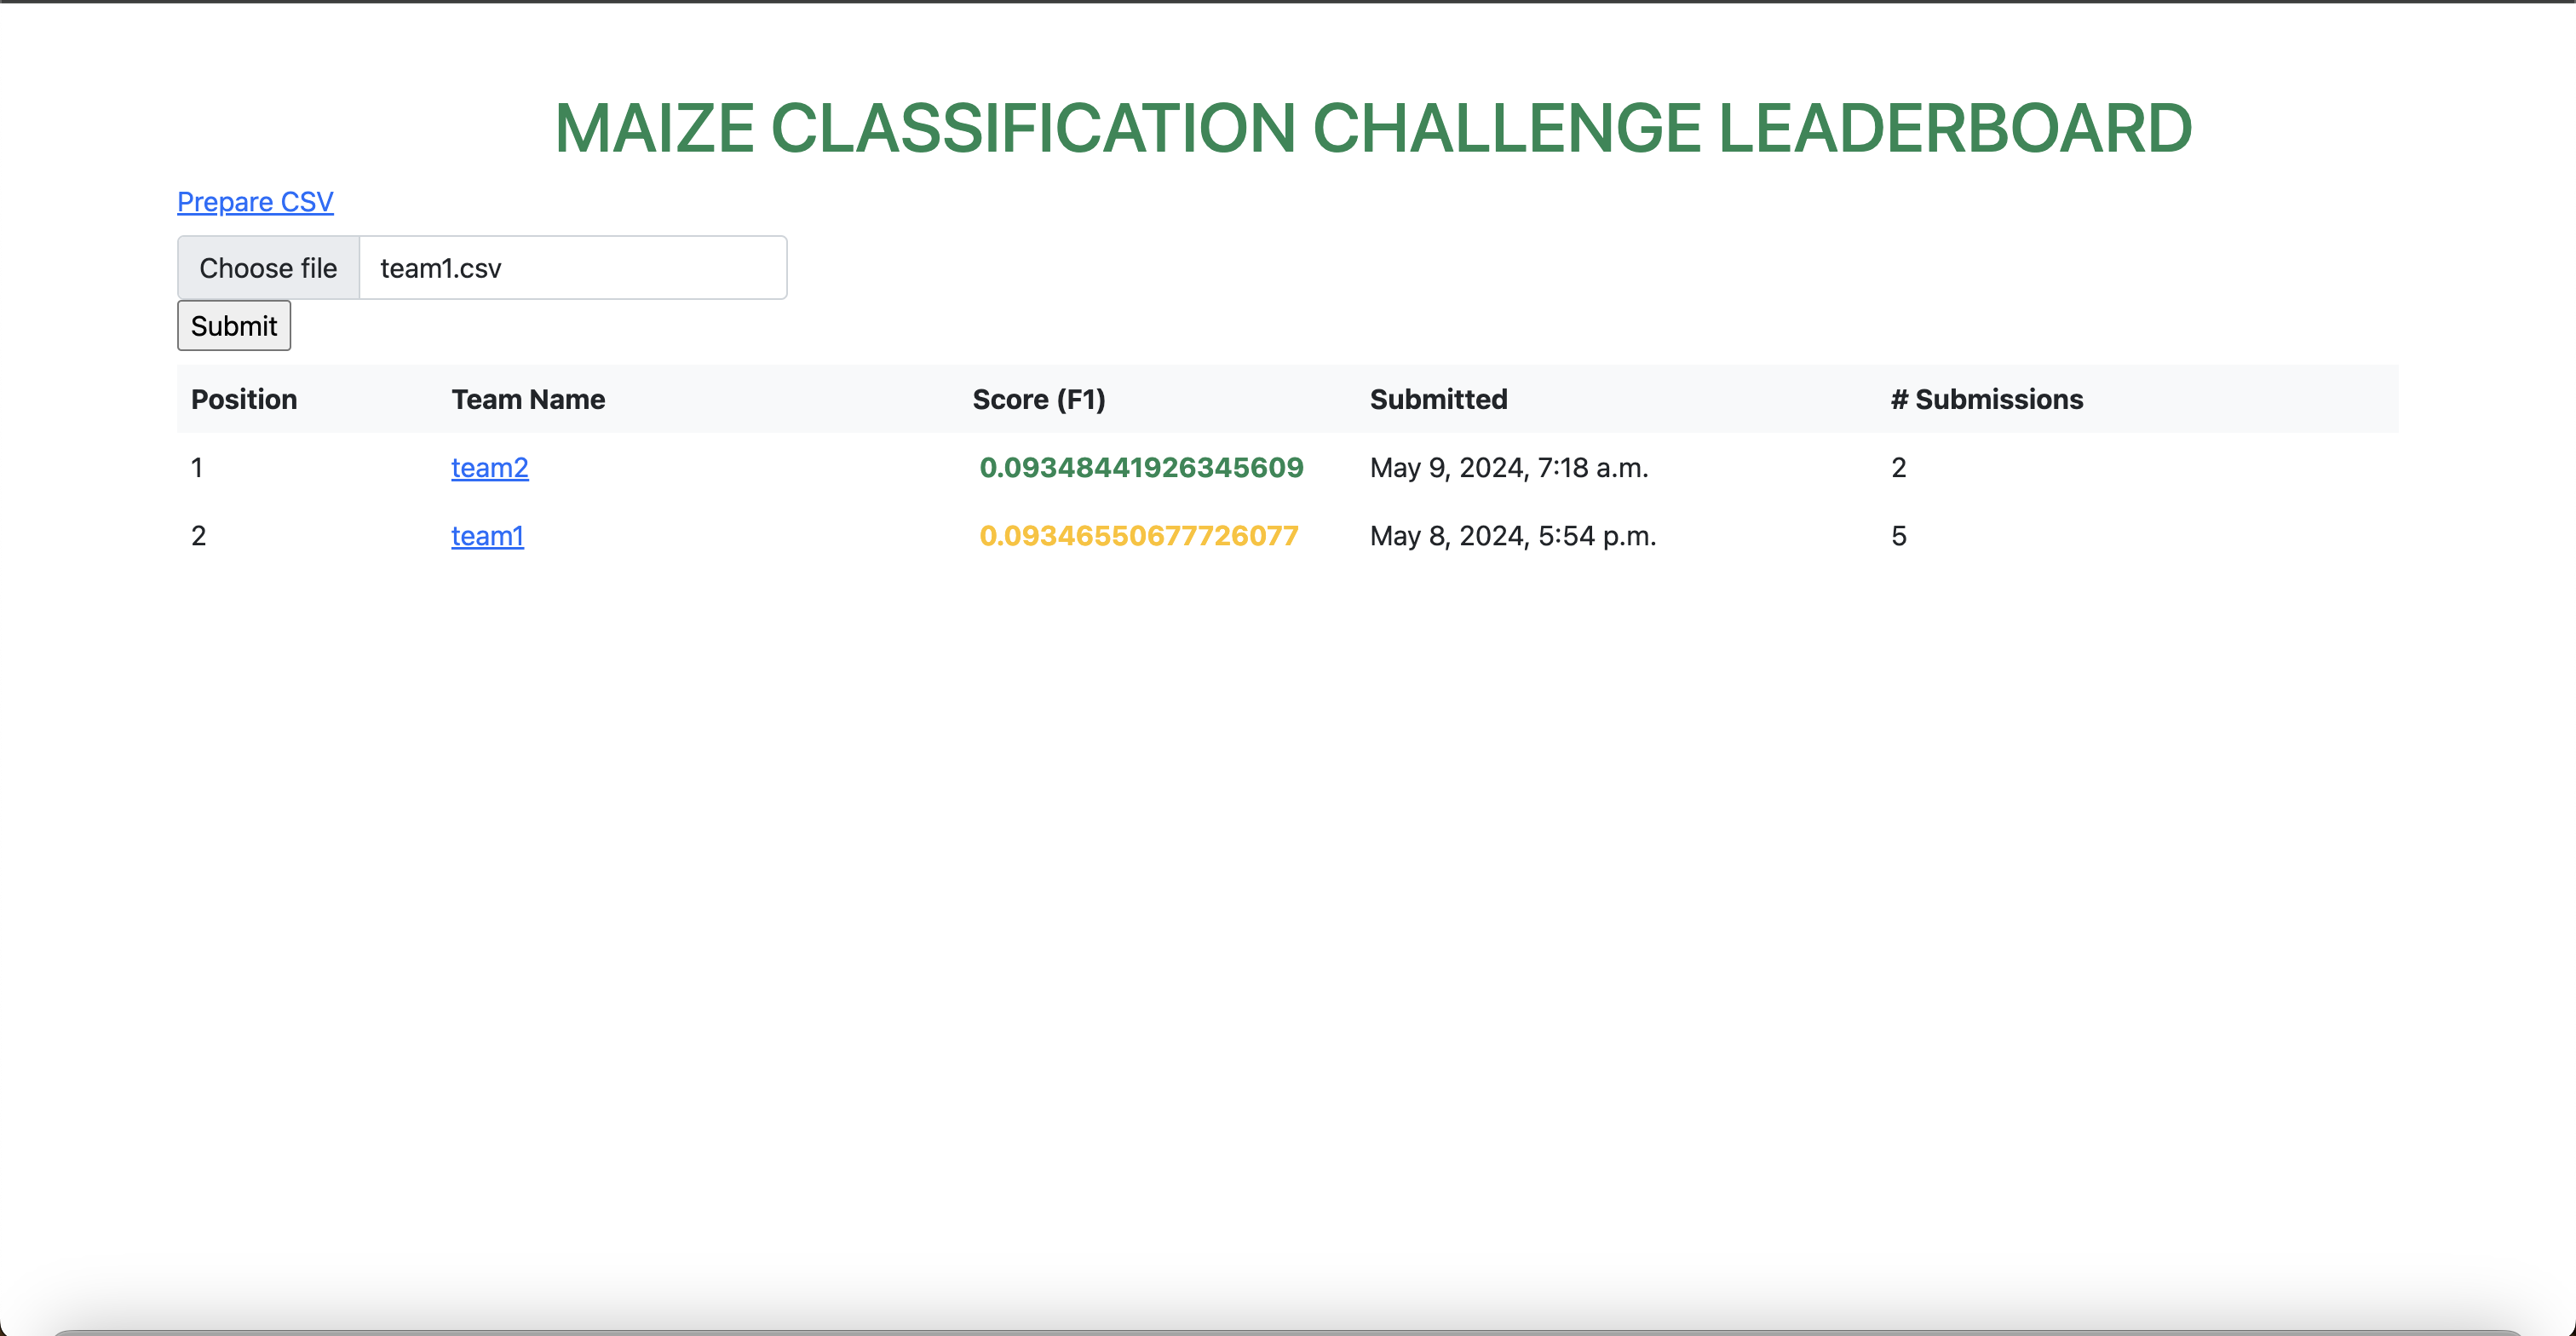 MAIZE CLASSIFICATION CHALLENGE LEADERBOARD
Prepare CSV
Choose file team1.csv
Submit
Position Team Name Score (F1) Submitted # Submissions
1 team2 0.09348441926345609 May 9, 2024, 7:18 a.m. 2
2 team1 0.09346550677726077 May 8, 2024, 5:54 p.m. 5